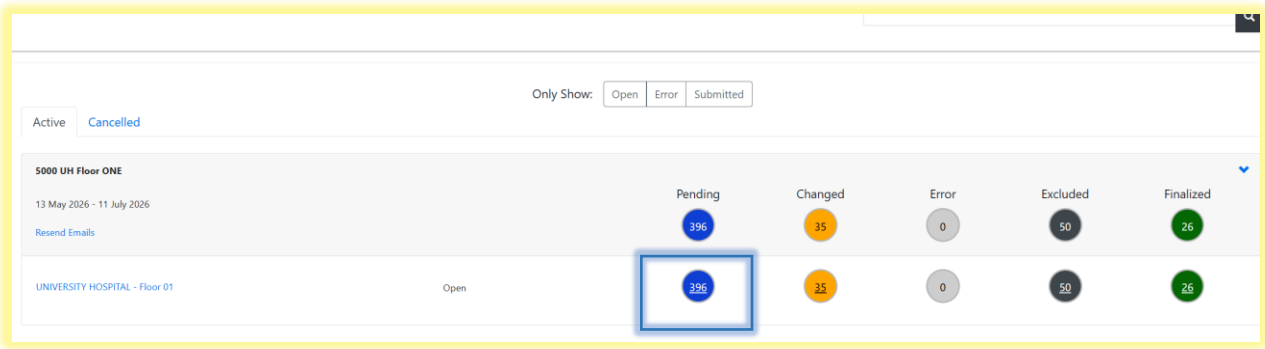 Only Show: Open Error Submitted
Active Cancelled
5000 UH Floor ONE
Pending Changed Error Excluded Finalized
13 May 2026 - 11 July 2026
396 35 0 50 26
Resend Emails
UNIVERSITY HOSPITAL - Floor 01 Open 396 35 0 50 26